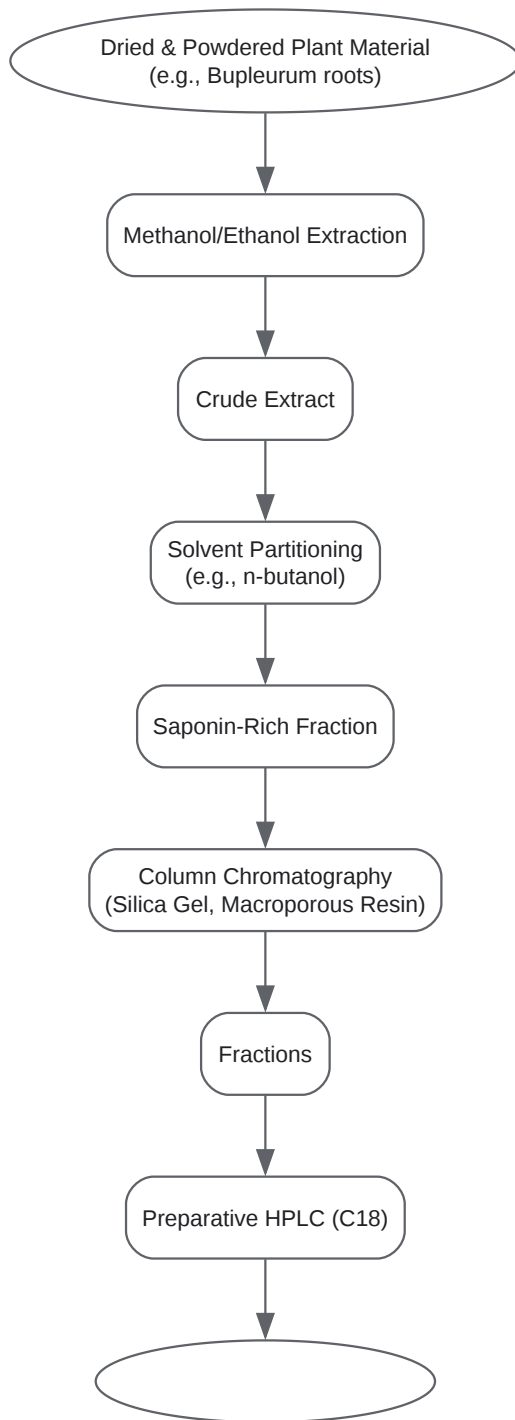 Dried & Powdered Plant Material
(e.g., Bupleurum roots)
Methanol/Ethanol Extraction
Crude Extract
Solvent Partitioning
(e.g., n-butanol)
Saponin-Rich Fraction
Column Chromatography
(Silica Gel, Macroporous Resin)
Fractions
Preparative HPLC (C18)